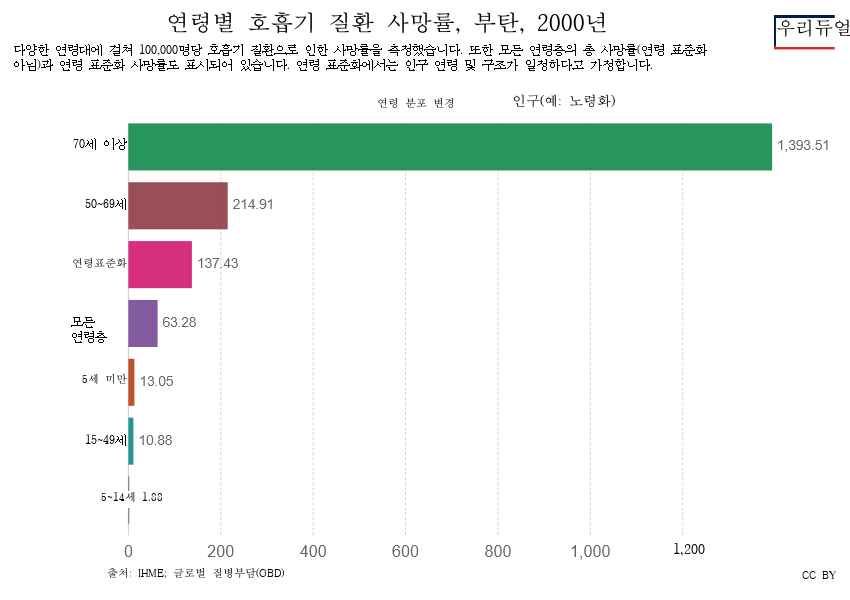 연령별 호흡기 질환 사망률, 부탄, 2000년
우리듀얼
다양한 연령대에 걸쳐 100,000명당 호흡기 질환으로 인한 사망률을 측정했습니다. 또한 모든 연령층의 총 사망률(연령 표준화
아님)과 연령 표준화 사망률도 표시되어 있습니다. 연령 표준화에서는 인구 연령 및 구조가 일정하다고 가정합니다.
연령 분포 변경 인구(예: 노령화)
70세 이상 1,393.51
50~69세 214.91
연령표준화 137.43
모든
연령층
63.28
5세 미만 13.05
15~49세 10.88
5~14세 1.88
0 200 400 600 800 1,000 1,200
출처: IHME; 글로벌 질병부담(GBD)
CC BY